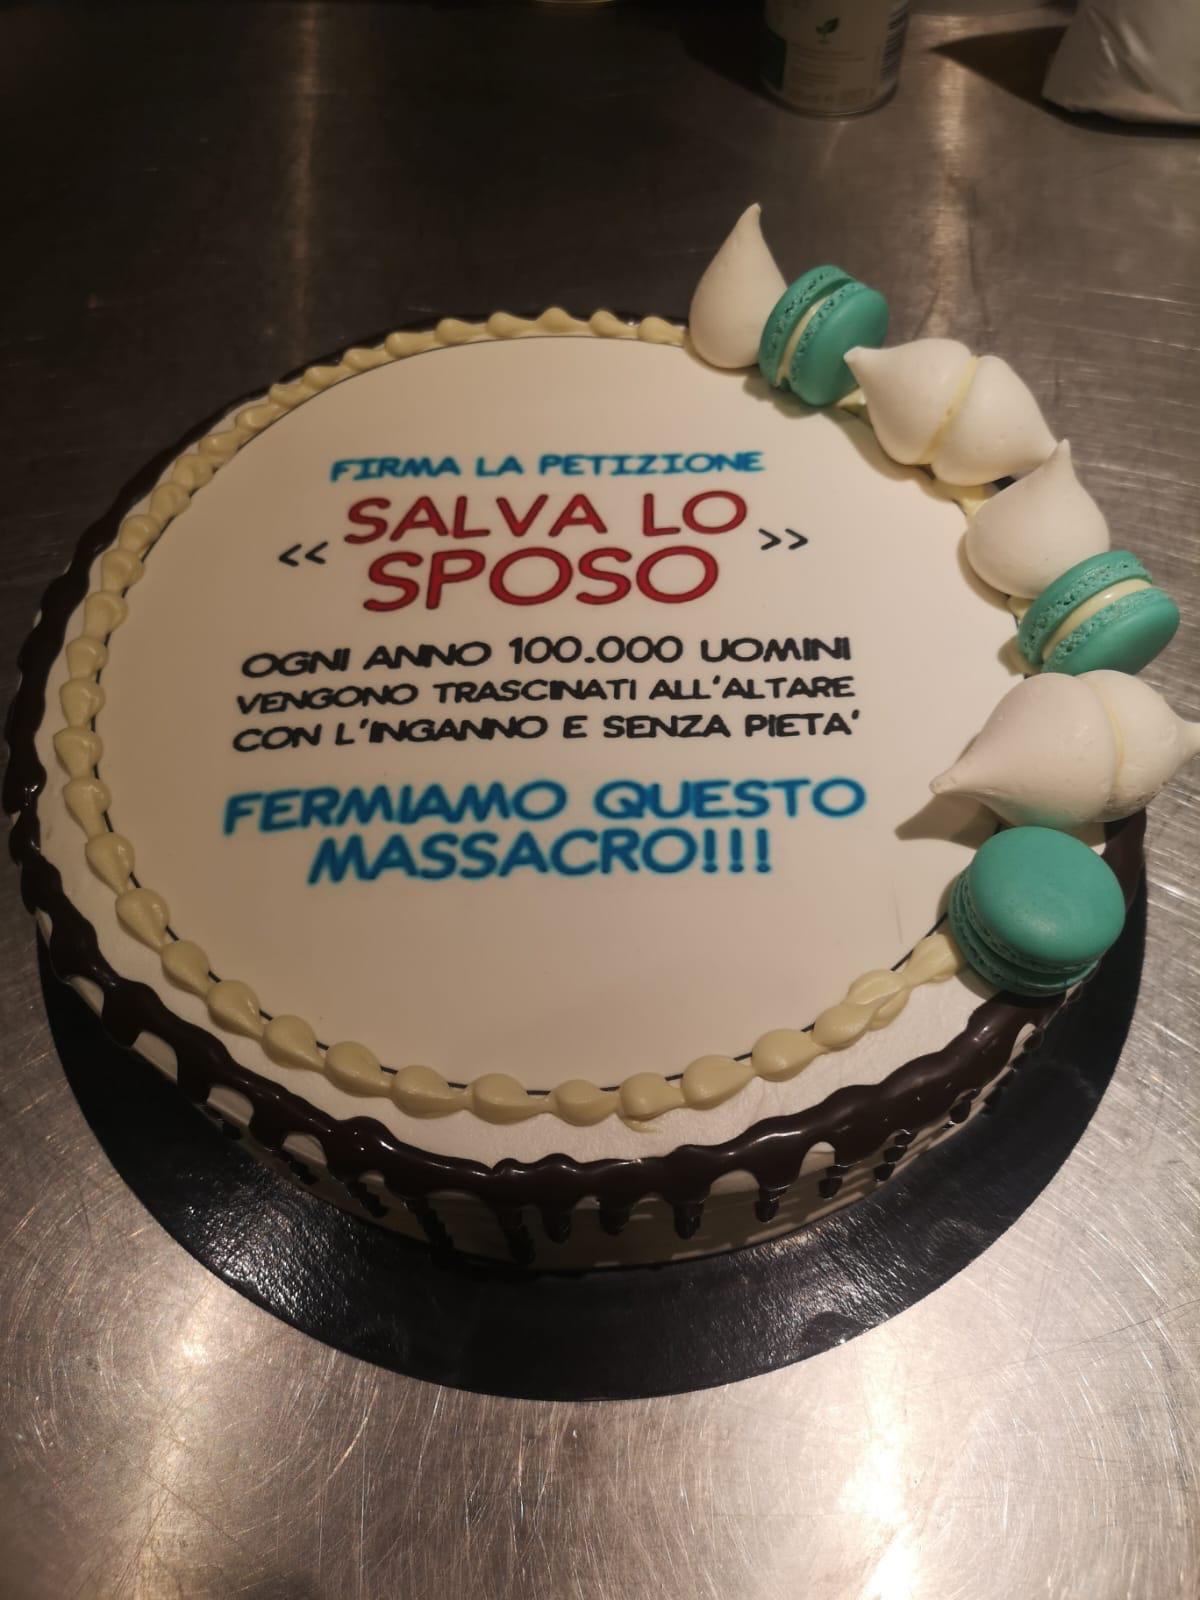 FIRMA LA PETIZIONE
SALVA LO
<< SPOSO >>
OGNI ANNO 100.000 UOMINI
VENGONO TRASCINATI ALL'ALTARE
CON L'INGANNO E SENZA PIETA'
FERMIAMO QUESTO
MASSACRO!!!